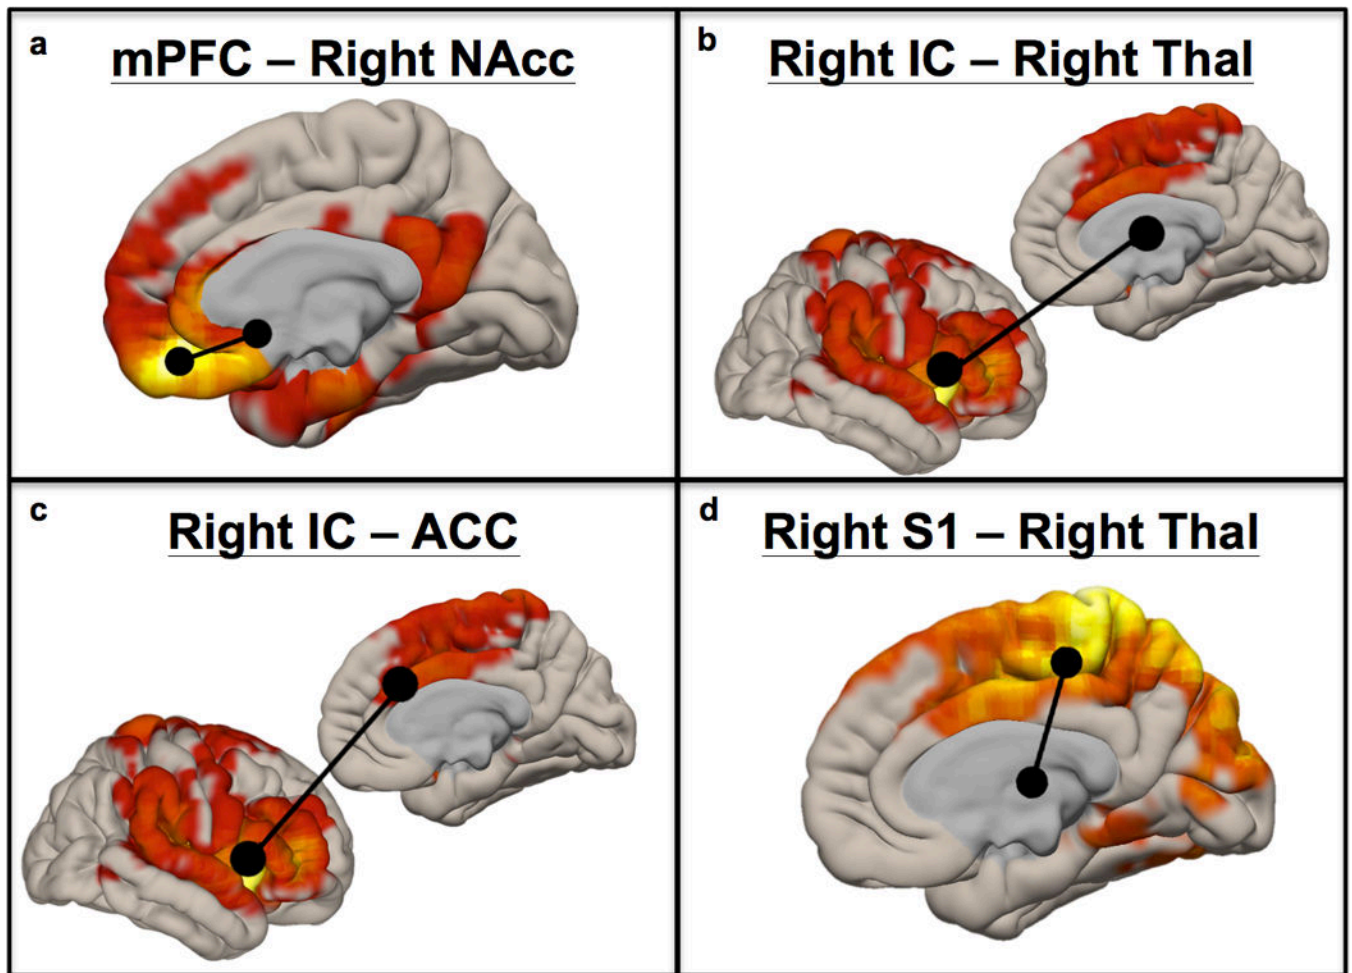 a
mPFC – Right NAcc
b
Right IC – Right Thal
c
Right IC – ACC
d
Right S1 – Right Thal